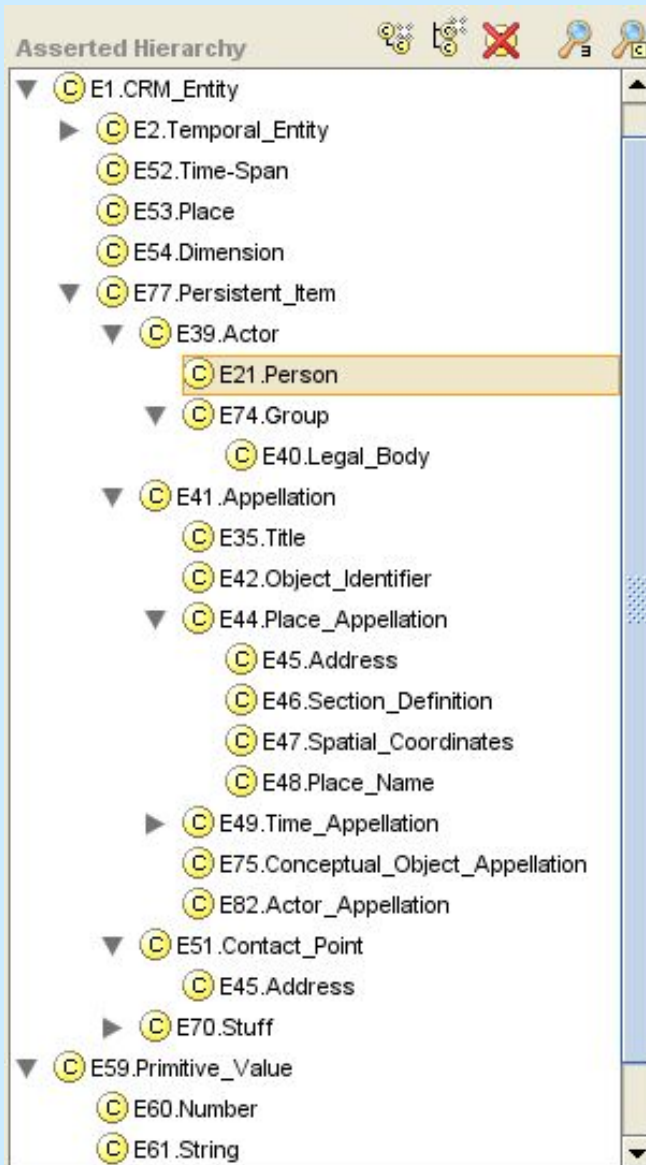 Asserted Hierarchy
E1.CRM_Entity
E2.Temporal_Entity
E52.Time-Span
E53.Place
E54.Dimension
E77.Persistent_Item
E39.Actor
E21.Person
E74.Group
E40.Legal_Body
E41.Appellation
E35.Title
E42.Object_Identifier
E44.Place_Appellation
E45.Address
E46.Section_Definition
E47.Spatial_Coordinates
E48.Place_Name
E49.Time_Appellation
E75.Conceptual_Object_Appellation
E82.Actor_Appellation
E51.Contact_Point
E45.Address
E70.Stuff
E59.Primitive_Value
E60.Number
E61.String